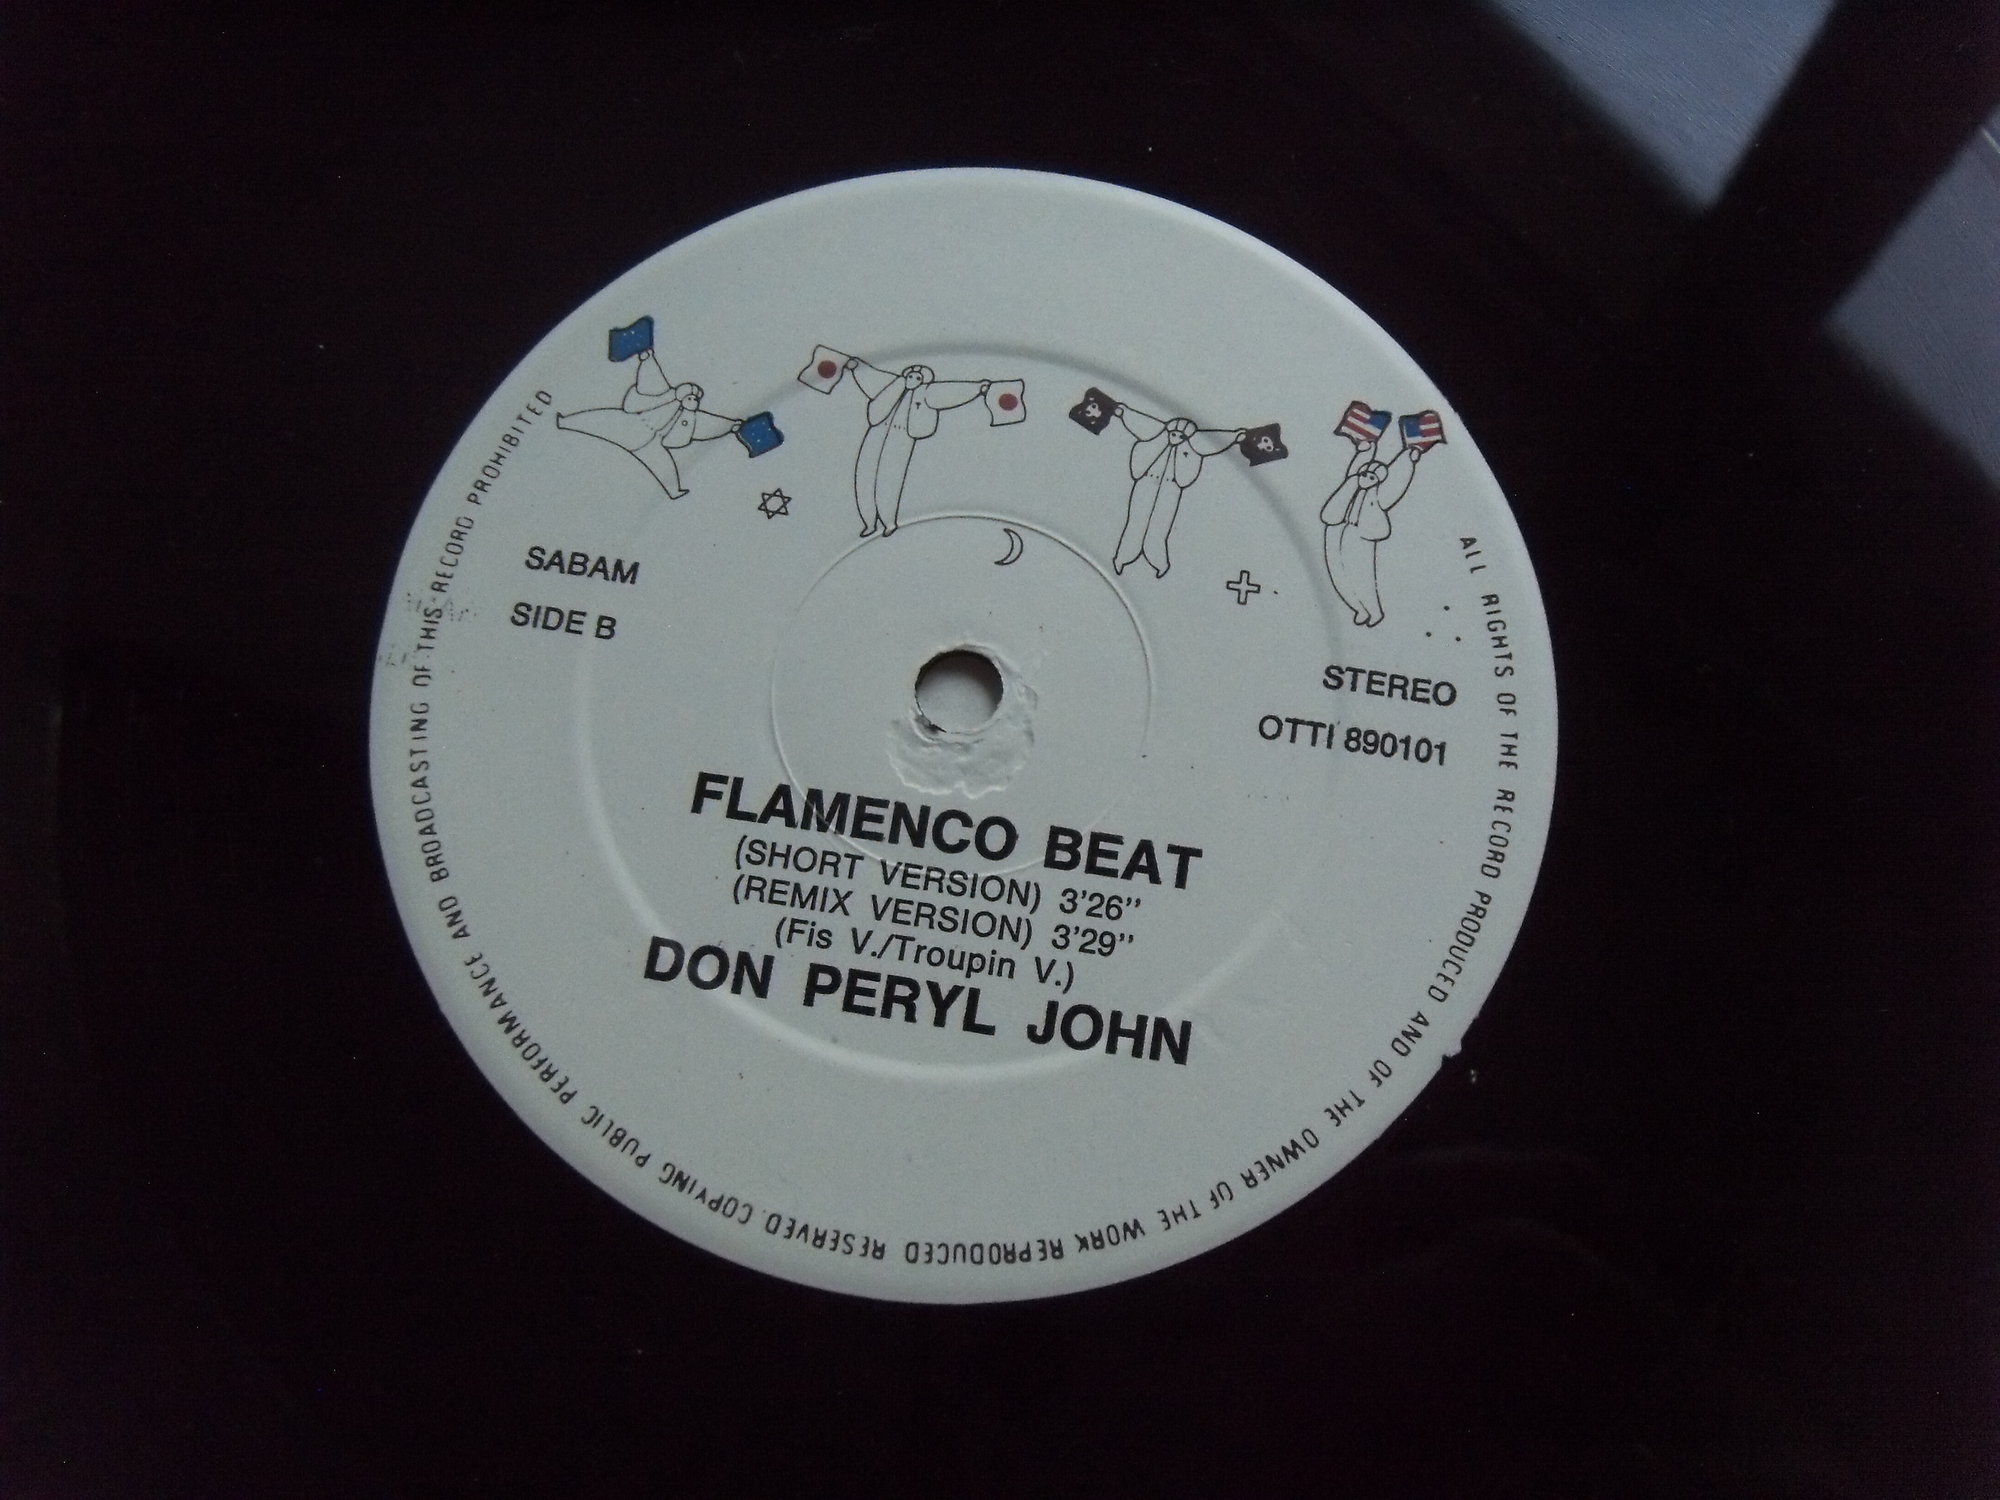 SABAM
SIDE B
STEREO
OTTI 890101
FLAMENCO BEAT
(SHORT VERSION) 3'26''
(REMIX VERSION) 3'29''
(Fis V./Troupin V.)
DON PERYL JOHN
ALL RIGHTS OF THE RECORD PRODUCED AND OF THE OWNER OF THE WORK REPRODUCED RESERVED. COPYING PUBLIC PERFORMANCE AND BROADCASTING OF THIS RECORD PROHIBITED